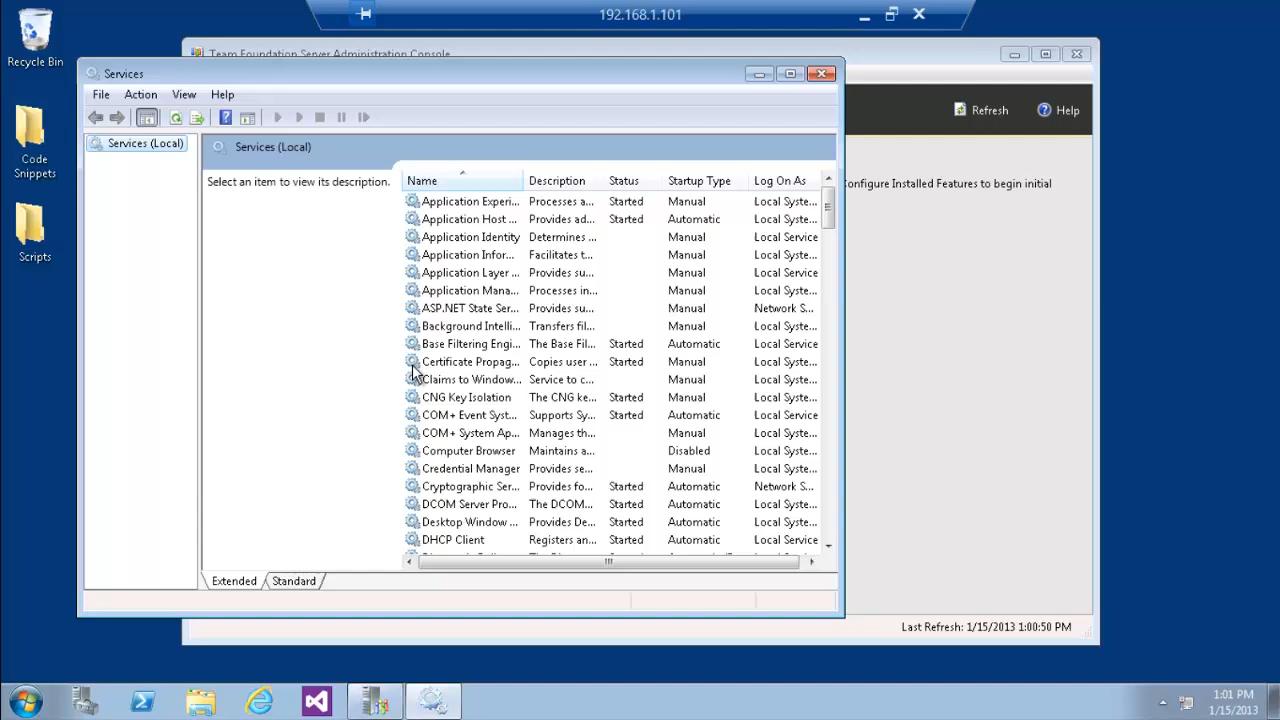 192.168.1.101
Recycle Bin
Code
Snippets
Scripts
Team Foundation Server Administration Console
Refresh
Help
Configure Installed Features to begin initial
Last Refresh: 1/15/2013 1:00:50 PM
Services
File Action View Help
Services (Local)
Services (Local)
Select an item to view its description.
Name Description Status Startup Type Log On As
Application Experi... Processes a... Started Manual Local Syste...
Application Host ... Provides ad... Started Automatic Local Syste...
Application Identity Determines ... Manual Local Service
Application Infor... Facilitates t... Manual Local Syste...
Application Layer ... Provides su... Manual Local Service
Application Mana... Processes in... Manual Local Syste...
ASP.NET State Ser... Provides su... Manual Network S...
Background Intelli... Transfers fil... Manual Local Syste...
Base Filtering Engi... The Base Fil... Started Automatic Local Service
Certificate Propag... Copies user ... Started Manual Local Syste...
Claims to Window... Service to c... Manual Local Syste...
CNG Key Isolation The CNG ke... Started Manual Local Syste...
COM+ Event Syst... Supports Sy... Started Automatic Local Service
COM+ System Ap... Manages th... Manual Local Syste...
Computer Browser Maintains a... Disabled Local Syste...
Credential Manager Provides se... Manual Local Syste...
Cryptographic Ser... Provides fo... Started Automatic Network S...
DCOM Server Pro... The DCOM... Started Automatic Local Syste...
Desktop Window ... Provides De... Started Automatic Local Syste...
DHCP Client Registers an... Started Automatic Local Service
Extended Standard
1:01 PM
1/15/2013